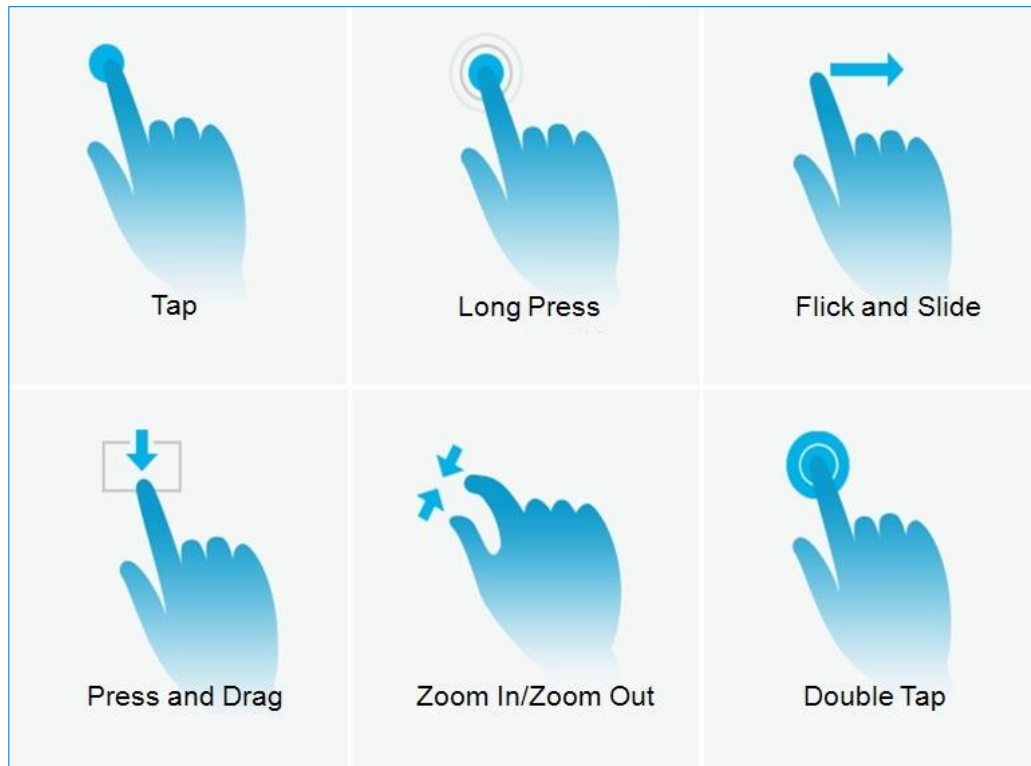 Tap
Long Press
Flick and Slide
Press and Drag
Zoom In/Zoom Out
Double Tap